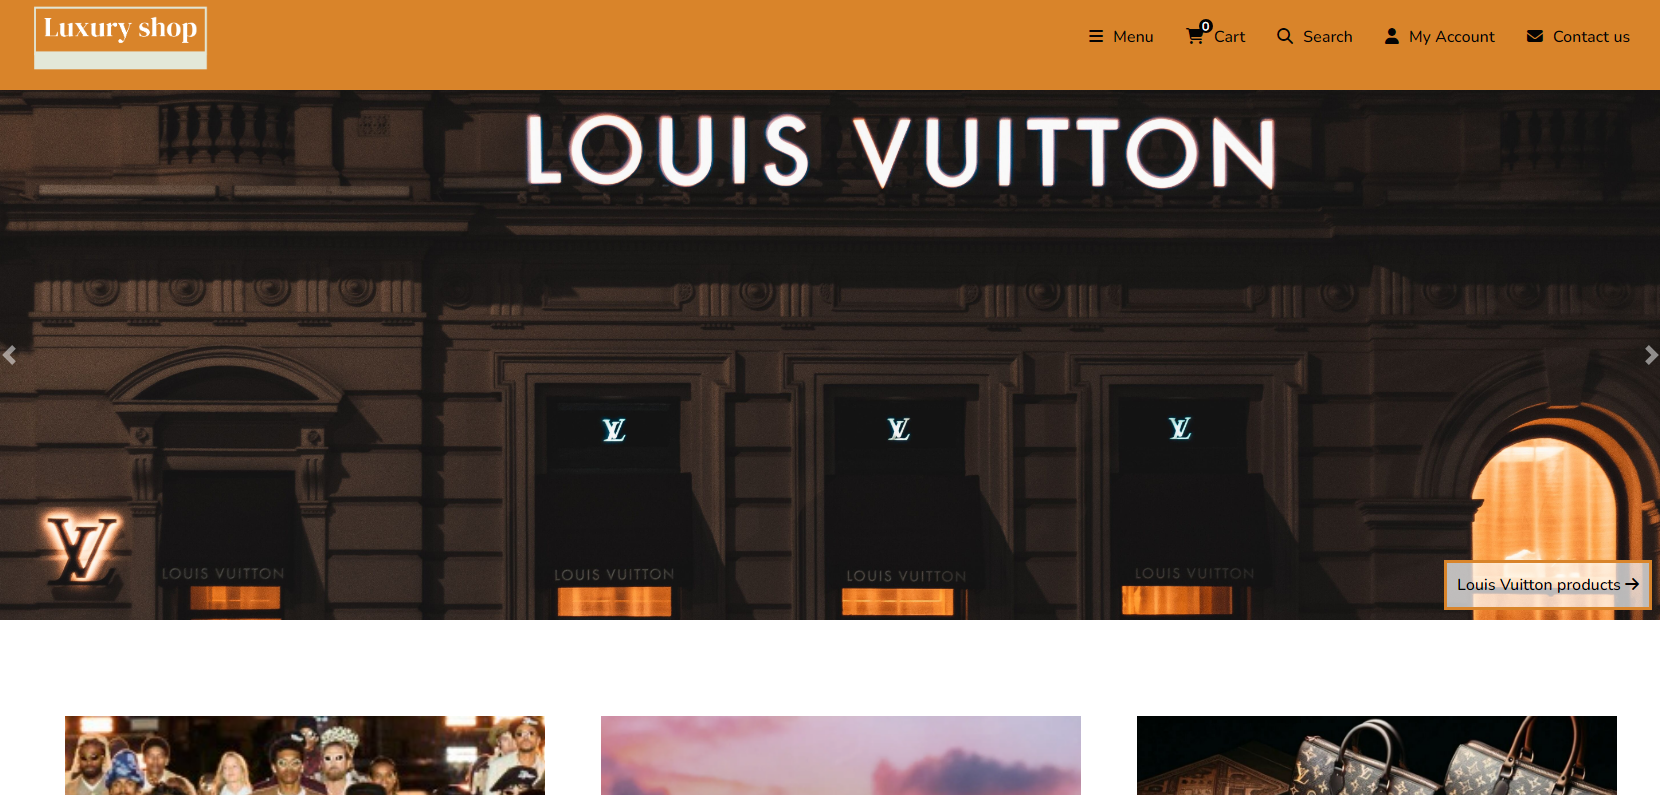 Luxury shop
Menu
0
Cart
Search
My Account
Contact us
LOUIS VUITTON
LV
LV
LV
LV
LOUIS VUITTON
LOUIS VUITTON
LOUIS VUITTON
LOUIS VUITTON
Louis Vuitton products